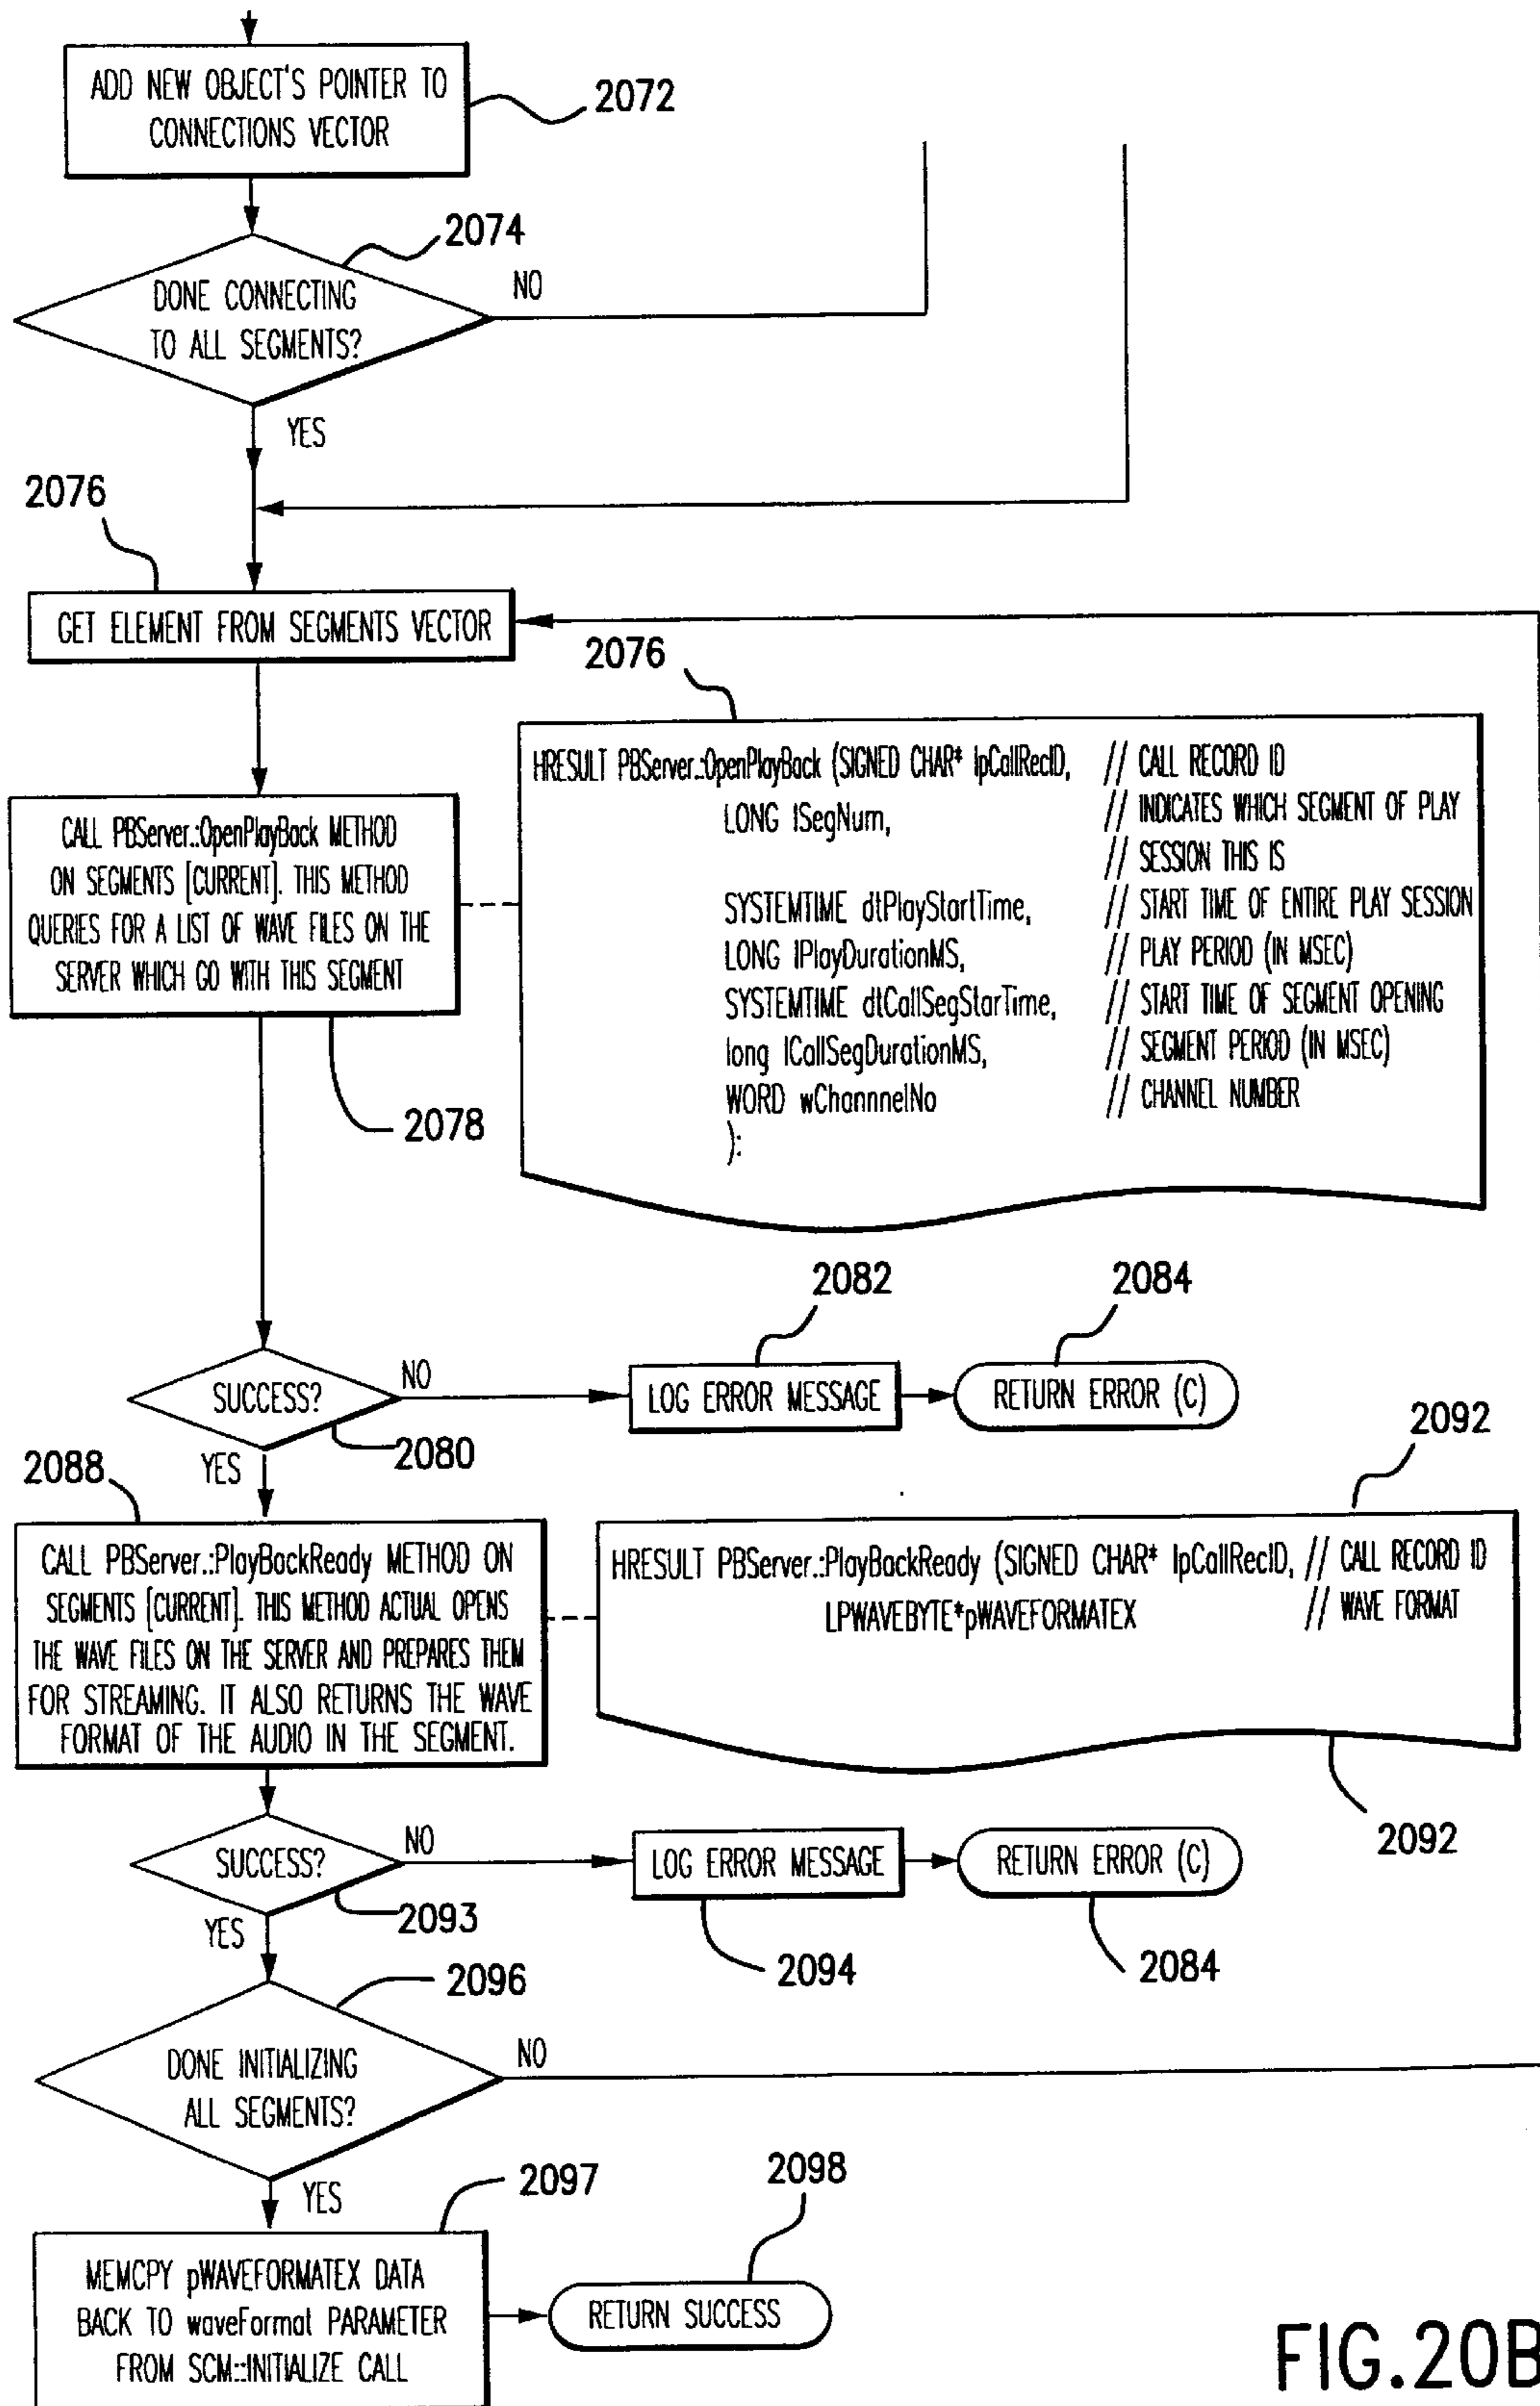 ADD NEW OBJECT'S POINTER TO
CONNECTIONS VECTOR
2072
2074
DONE CONNECTING
TO ALL SEGMENTS?
NO
YES
2076
GET ELEMENT FROM SEGMENTS VECTOR
2076
HRESULT PBServer::OpenPlayBack (SIGNED CHAR* lpCallRecID, // CALL RECORD ID
LONG lSegNum, // INDICATES WHICH SEGMENT OF PLAY
// SESSION THIS IS
SYSTEMTIME dtPlayStartTime, // START TIME OF ENTIRE PLAY SESSION
LONG lPlayDurationMS, // PLAY PERIOD (IN MSEC)
SYSTEMTIME dtCallSegStarTime, // START TIME OF SEGMENT OPENING
long lCallSegDurationMS, // SEGMENT PERIOD (IN MSEC)
WORD wChannnelNo // CHANNEL NUMBER
):
CALL PBServer::OpenPlayBack METHOD
ON SEGMENTS [CURRENT]. THIS METHOD
QUERIES FOR A LIST OF WAVE FILES ON THE
SERVER WHICH GO WITH THIS SEGMENT
2078
2082
2084
SUCCESS?
NO
LOG ERROR MESSAGE
RETURN ERROR (C)
2080
YES
2088
2092
CALL PBServer::PlayBackReady METHOD ON
SEGMENTS [CURRENT]. THIS METHOD ACTUAL OPENS
THE WAVE FILES ON THE SERVER AND PREPARES THEM
FOR STREAMING. IT ALSO RETURNS THE WAVE
FORMAT OF THE AUDIO IN THE SEGMENT.
HRESULT PBServer::PlayBackReady (SIGNED CHAR* lpCallRecID, // CALL RECORD ID
LPWAVEBYTE*pWAVEFORMATEX // WAVE FORMAT
2092
SUCCESS?
NO
LOG ERROR MESSAGE
RETURN ERROR (C)
2093
YES
2094
2084
2096
DONE INITIALIZING
ALL SEGMENTS?
NO
YES
2097
2098
MEMCPY pWAVEFORMATEX DATA
BACK TO waveFormat PARAMETER
FROM SCM::INITIALIZE CALL
RETURN SUCCESS
FIG.20B